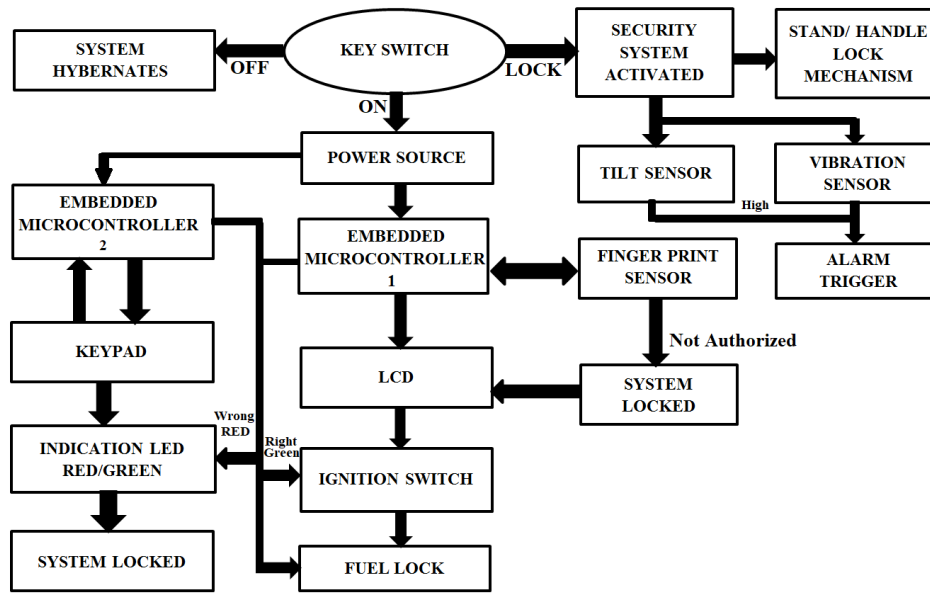 SYSTEM
HYBERNATES
OFF
KEY SWITCH
LOCK
SECURITY
SYSTEM
ACTIVATED
STAND/ HANDLE
LOCK
MECHANISM
ON
POWER SOURCE
TILT SENSOR
VIBRATION
SENSOR
High
EMBEDDED
MICROCONTROLLER
2
EMBEDDED
MICROCONTROLLER
1
FINGER PRINT
SENSOR
ALARM
TRIGGER
Not Authorized
KEYPAD
LCD
SYSTEM
LOCKED
Wrong
RED
Right
Green
INDICATION LED
RED/GREEN
IGNITION SWITCH
SYSTEM LOCKED
FUEL LOCK